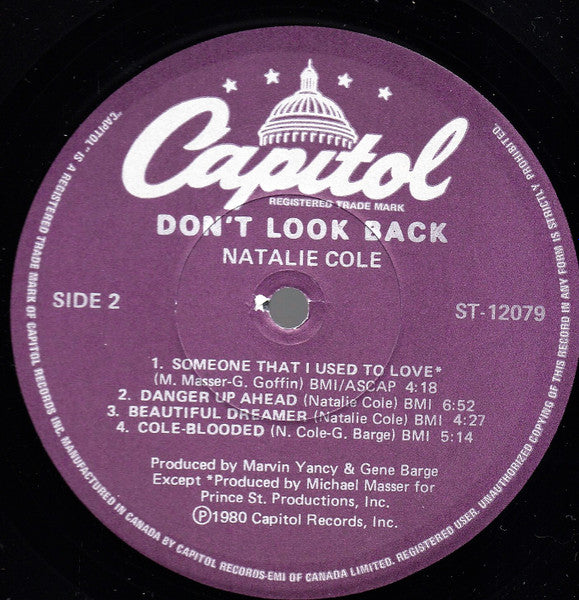 Capitol
REGISTERED TRADE MARK
DON'T LOOK BACK
NATALIE COLE
SIDE 2
ST-12079
1. SOMEONE THAT I USED TO LOVE*
(M. Masser-G. Goffin) BMI/ASCAP 4:18
2. DANGER UP AHEAD (Natalie Cole) BMI 6:52
3. BEAUTIFUL DREAMER (Natalie Cole) BMI 4:27
4. COLE-BLOODED (N. Cole-G. Barge) BMI 5:14
Produced by Marvin Yancy & Gene Barge
Except *Produced by Michael Masser for
Prince St. Productions, Inc.
Ⓟ1980 Capitol Records, Inc.
"CAPITOL" IS A REGISTERED TRADE MARK OF CAPITOL RECORDS INC. MANUFACTURED IN CANADA BY CAPITOL RECORDS-EMI OF CANADA LIMITED. REGISTERED USER. UNAUTHORIZED COPYING OF THIS RECORD IN ANY FORM IS STRICTLY PROHIBITED.